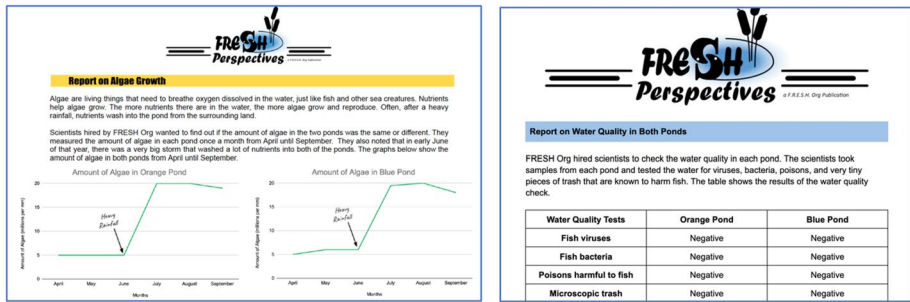 FRESH
Perspectives
a F.R.E.S.H. Org Publication
Report on Algae Growth
Algae are living things that need to breathe oxygen dissolved in the water, just like fish and other sea creatures. Nutrients
help algae grow. The more nutrients there are in the water, the more algae grow and reproduce. Often, after a heavy
rainfall, nutrients wash into the pond from the surrounding land.
Scientists hired by FRESH Org wanted to find out if the amount of algae in the two ponds was the same or different. They
measured the amount of algae in each pond once a month from April until September. They also noted that in early June
of that year, there was a very big storm that washed a lot of nutrients into both of the ponds. The graphs below show the
amount of algae in both ponds from April until September.
Amount of Algae in Orange Pond
Amount of Algae (millions per mm)
20
15
10
5
0
Heavy
Rainfall
April May June July August September
Months
Amount of Algae in Blue Pond
Amount of Algae (millions per mm)
20
15
10
5
0
Heavy
Rainfall
April May June July August September
Months
FRESH
Perspectives
a F.R.E.S.H. Org Publication
Report on Water Quality in Both Ponds
FRESH Org hired scientists to check the water quality in each pond. The scientists took
samples from each pond and tested the water for viruses, bacteria, poisons, and very tiny
pieces of trash that are known to harm fish. The table shows the results of the water quality
check.
Water Quality Tests Orange Pond Blue Pond
Fish viruses Negative Negative
Fish bacteria Negative Negative
Poisons harmful to fish Negative Negative
Microscopic trash Negative Negative